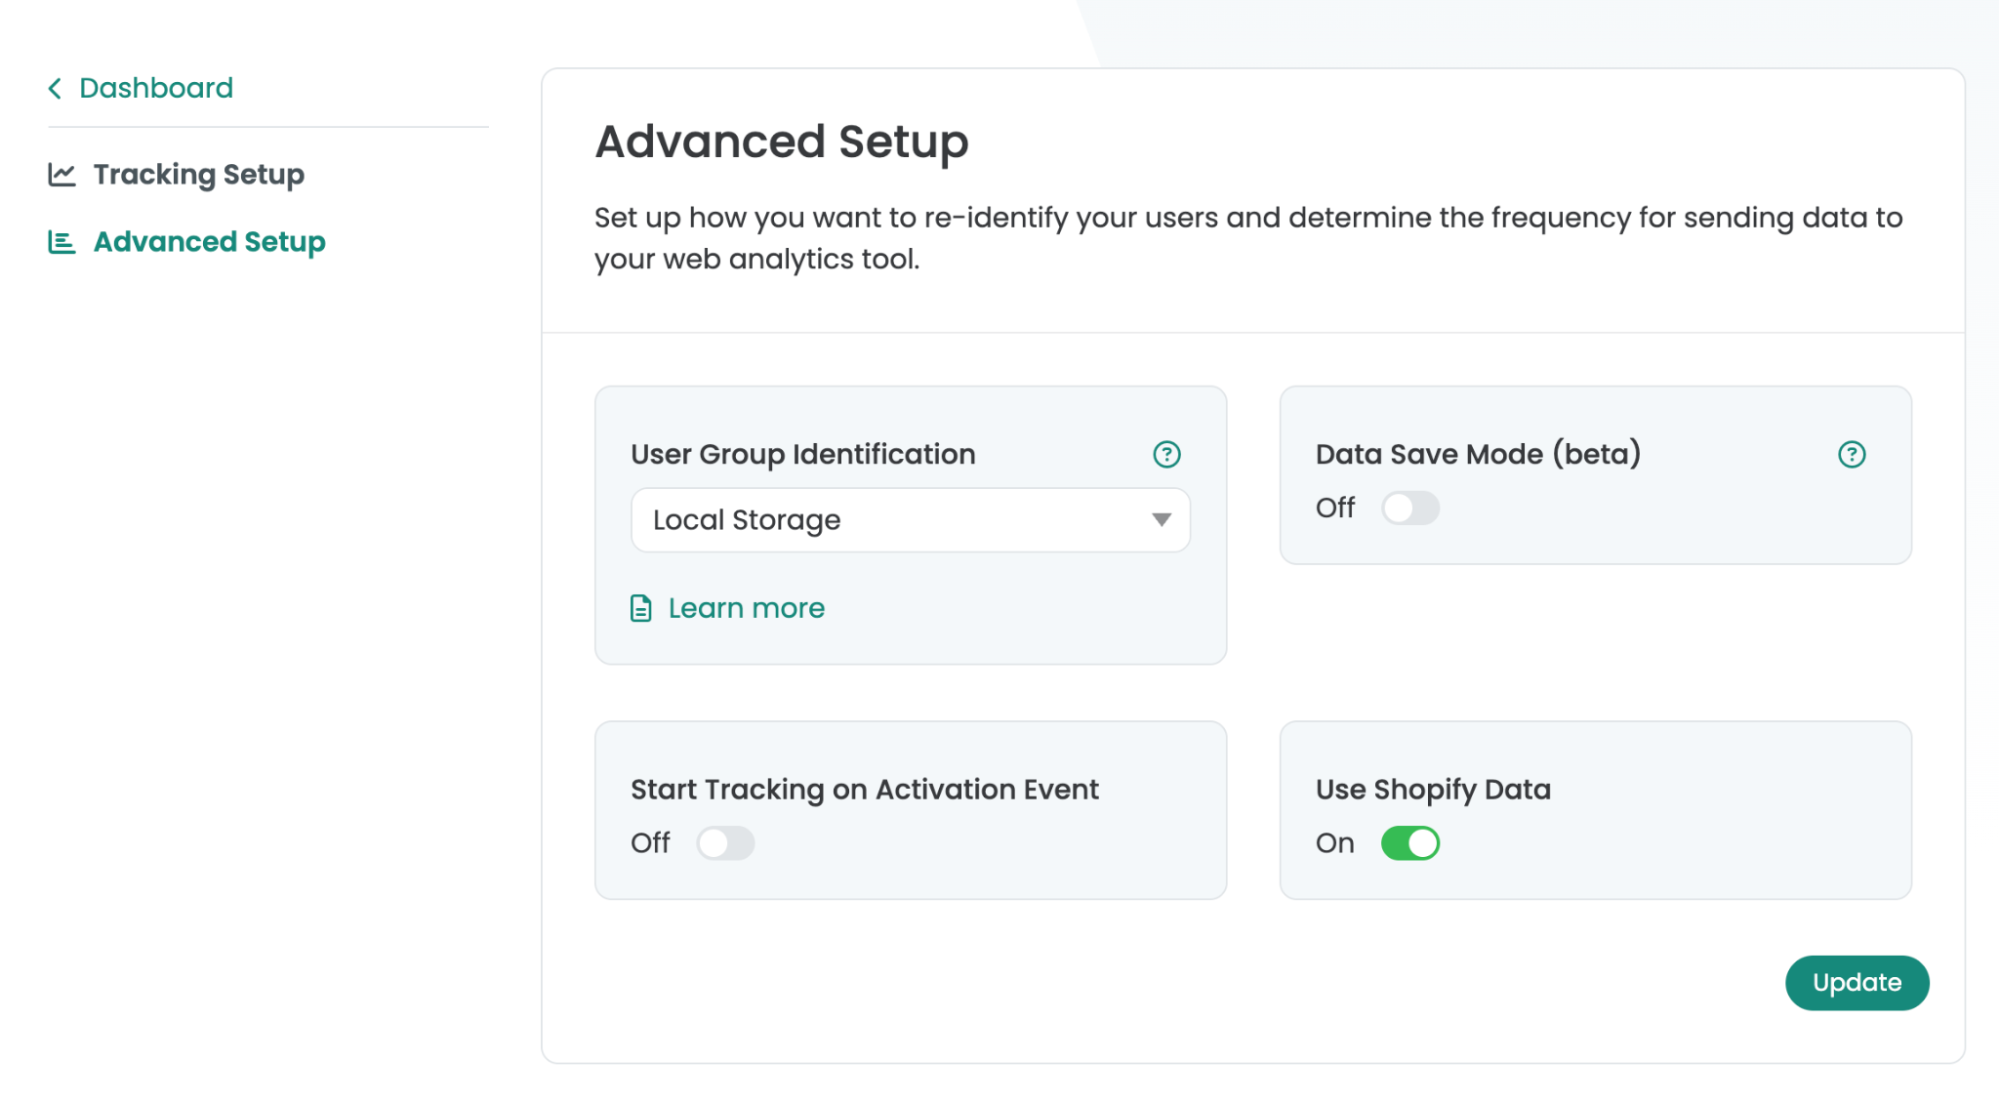 Dashboard
Tracking Setup
Advanced Setup
Advanced Setup
Set up how you want to re-identify your users and determine the frequency for sending data to
your web analytics tool.
User Group Identification
?
Local Storage
Learn more
Data Save Mode (beta)
?
Off
Start Tracking on Activation Event
Off
Use Shopify Data
On
Update